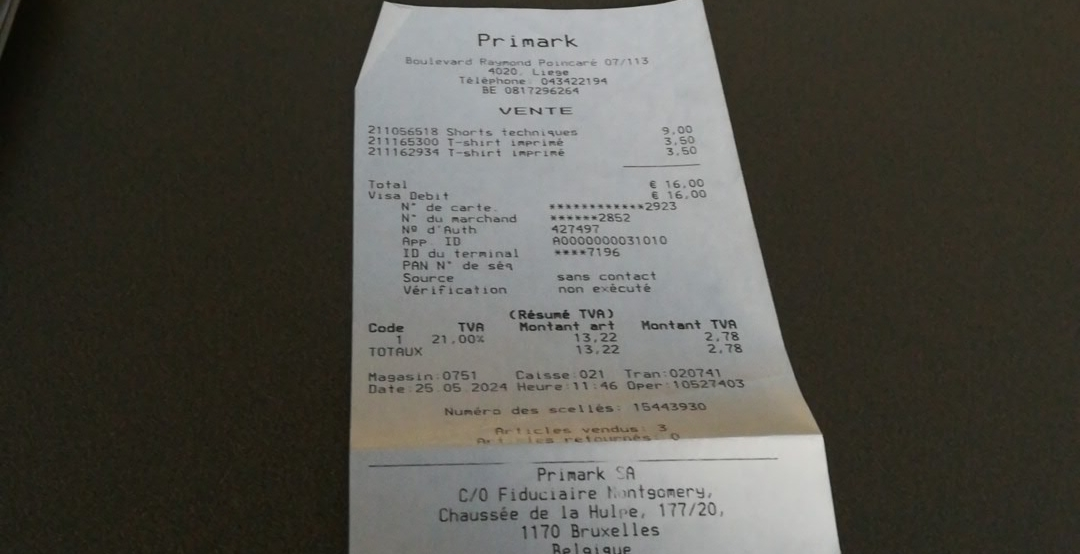 Primark
Boulevard Raymond Poincaré 07/113
4020, Liege
Téléphone: 043422194
BE 0817296264
VENTE
211056518 Shorts techniques 9,00
211165300 T-shirt imprimé 3,50
211162934 T-shirt imprimé 3,50
Total € 16,00
Visa Debit € 16,00
N° de carte. ************2923
N° du marchand ******2852
Nº d'Auth 427497
App. ID A0000000031010
ID du terminal ****7196
PAN N° de séq
Source sans contact
Vérification non exécuté
(Résumé TVA)
Code TVA Montant art Montant TVA
1 21,00% 13,22 2,78
TOTAUX 13,22 2,78
Magasin:0751 Caisse:021 Tran:020741
Date:25.05.2024 Heure:11:46 Oper:10527403
Numéro des scellés: 15443930
Articles vendus: 3
Articles retournés: 0
Primark SA
C/O Fiduciaire Montgomery,
Chaussée de la Hulpe, 177/20,
1170 Bruxelles
Belgique